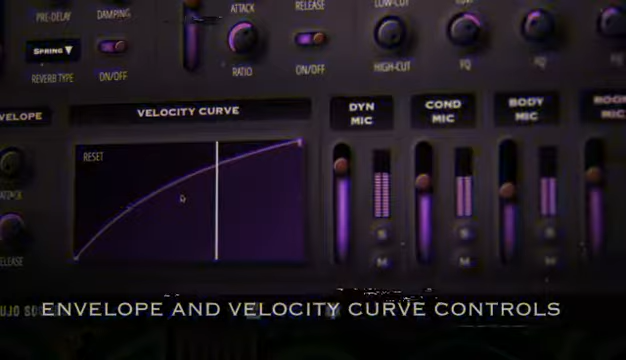 PRE-DELAY DAMPING ATTACK RELEASE LOW-CUT
SPRING ▼
REVERB TYPE ON/OFF RATIO ON/OFF HIGH-CUT
VELOCITY CURVE DYN MIC COND MIC BODY MIC
RESET
S S S
M M
ENVELOPE AND VELOCITY CURVE CONTROLS